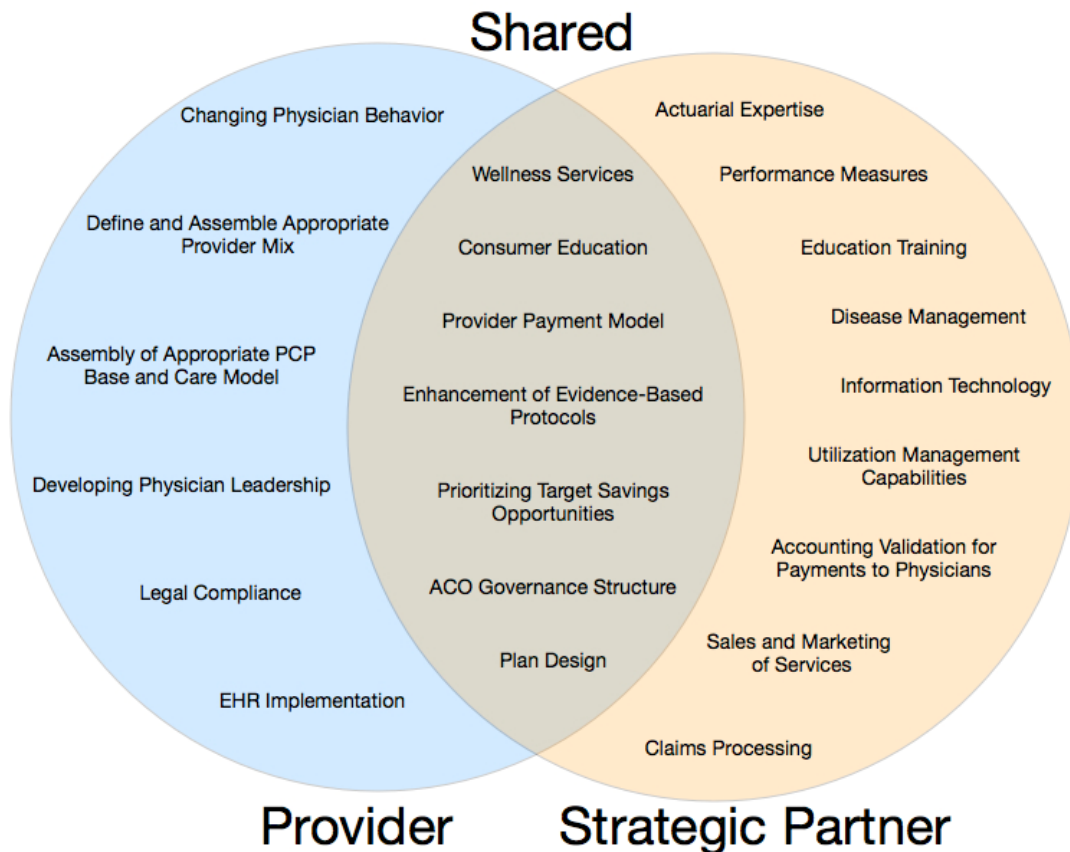 Shared
Changing Physician Behavior
Define and Assemble Appropriate
Provider Mix
Assembly of Appropriate PCP
Base and Care Model
Developing Physician Leadership
Legal Compliance
EHR Implementation
Wellness Services
Consumer Education
Provider Payment Model
Enhancement of Evidence-Based
Protocols
Prioritizing Target Savings
Opportunities
ACO Governance Structure
Plan Design
Actuarial Expertise
Performance Measures
Education Training
Disease Management
Information Technology
Utilization Management
Capabilities
Accounting Validation for
Payments to Physicians
Sales and Marketing
of Services
Claims Processing
Provider
Strategic Partner